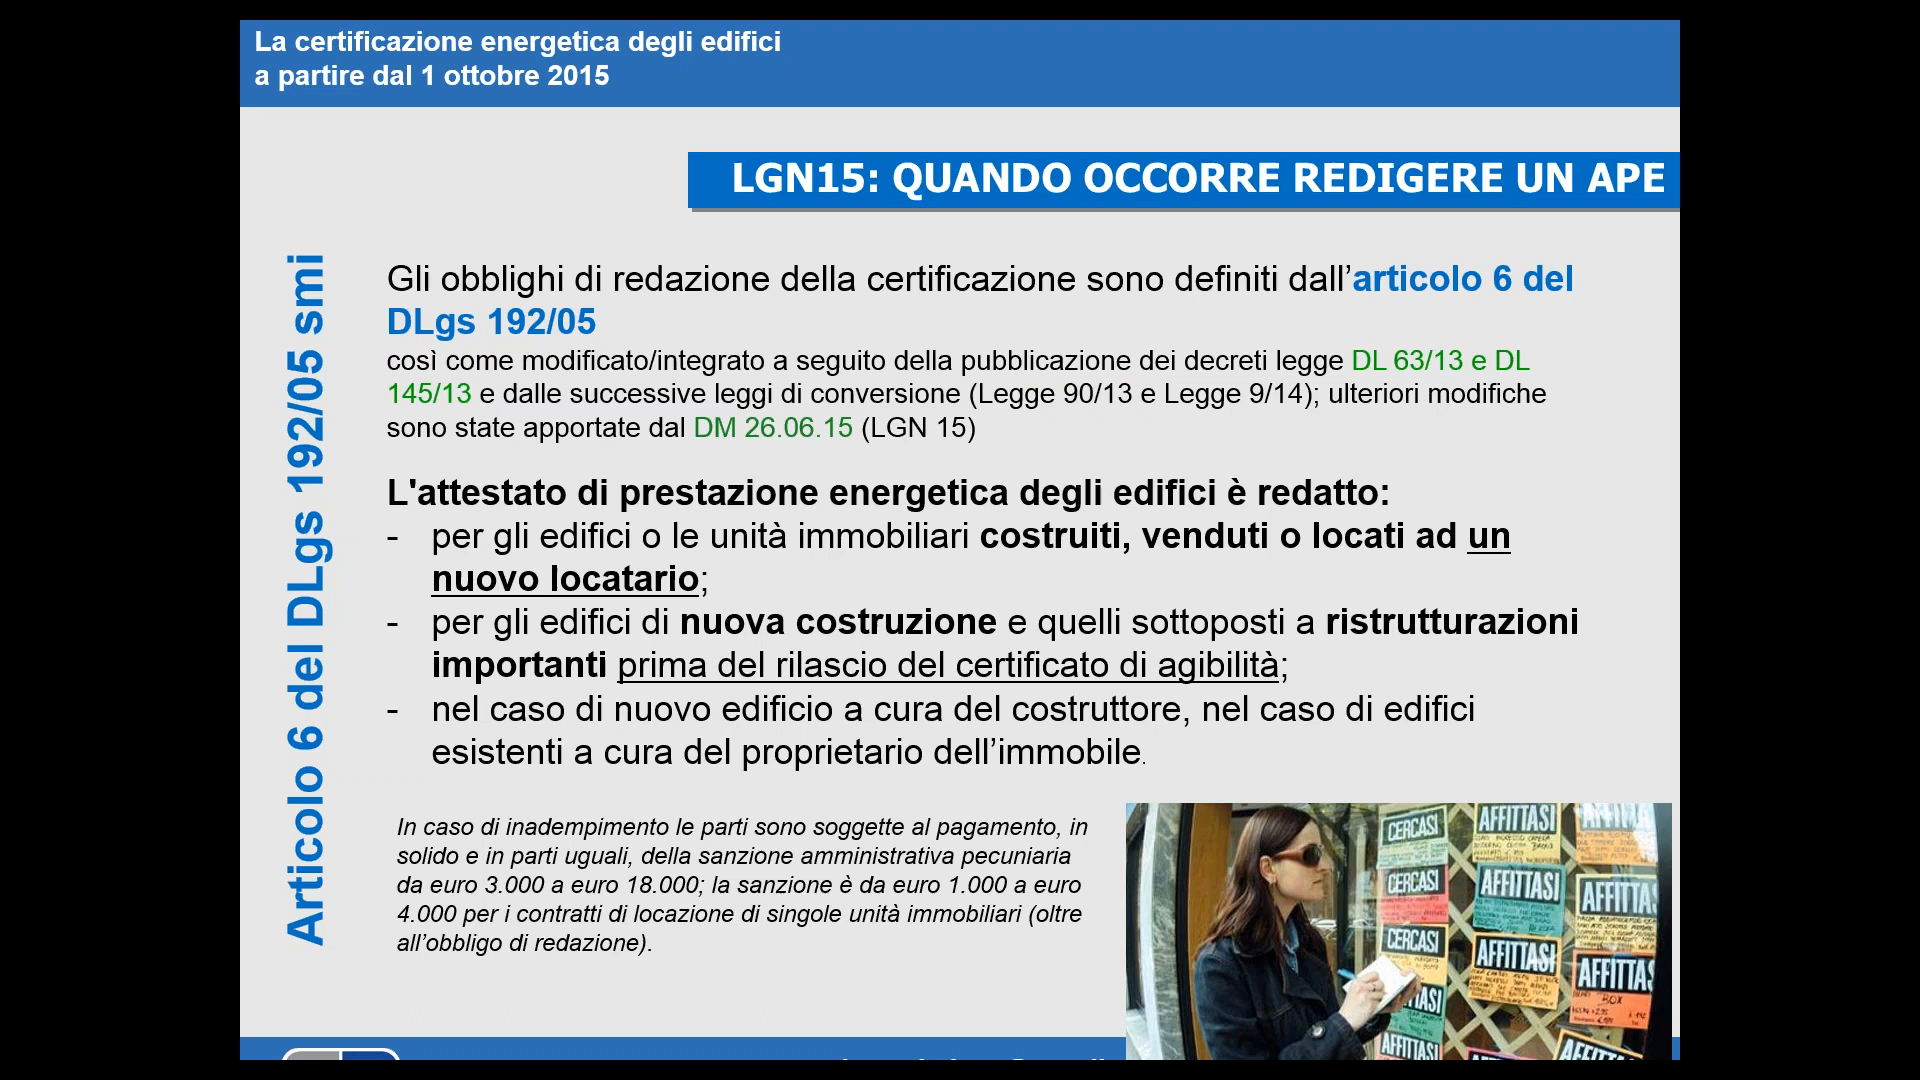 La certificazione energetica degli edifici
a partire dal 1 ottobre 2015
LGN15: QUANDO OCCORRE REDIGERE UN APE
Articolo 6 del DLgs 192/05 smi
Gli obblighi di redazione della certificazione sono definiti dall’articolo 6 del
DLgs 192/05
così come modificato/integrato a seguito della pubblicazione dei decreti legge DL 63/13 e DL
145/13 e dalle successive leggi di conversione (Legge 90/13 e Legge 9/14); ulteriori modifiche
sono state apportate dal DM 26.06.15 (LGN 15)
L'attestato di prestazione energetica degli edifici è redatto:
- per gli edifici o le unità immobiliari costruiti, venduti o locati ad un
nuovo locatario;
- per gli edifici di nuova costruzione e quelli sottoposti a ristrutturazioni
importanti prima del rilascio del certificato di agibilità;
- nel caso di nuovo edificio a cura del costruttore, nel caso di edifici
esistenti a cura del proprietario dell’immobile.
In caso di inadempimento le parti sono soggette al pagamento, in
solido e in parti uguali, della sanzione amministrativa pecuniaria
da euro 3.000 a euro 18.000; la sanzione è da euro 1.000 a euro
4.000 per i contratti di locazione di singole unità immobiliari (oltre
all’obbligo di redazione).
CERCASI
AFFITTASI
CERCASI
AFFITTASI
AFFITTAS
CERCASI
AFFITTASI
AFFITTAS
BOX
AFFITTASI
AFFITTASI